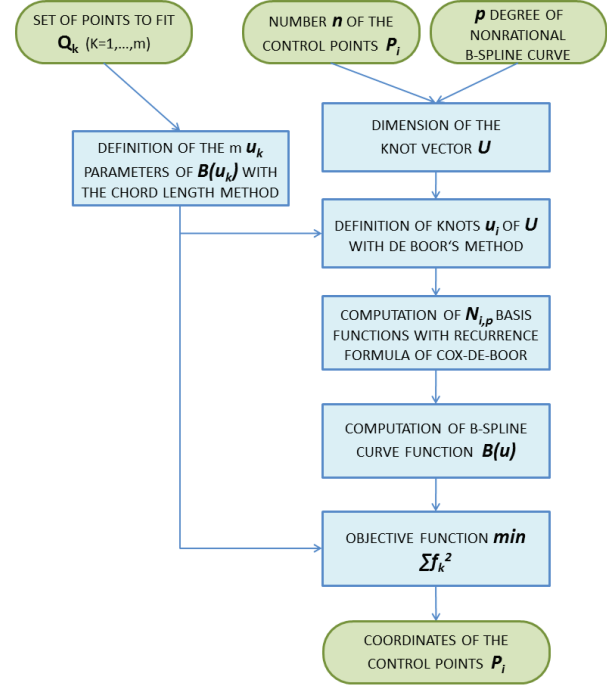 SET OF POINTS TO FIT
Qk (K=1,...,m)
NUMBER n OF THE
CONTROL POINTS Pi
p DEGREE OF
NONRATIONAL
B-SPLINE CURVE
DEFINITION OF THE m uk
PARAMETERS OF B(uk) WITH
THE CHORD LENGTH METHOD
DIMENSION OF THE
KNOT VECTOR U
DEFINITION OF KNOTS ui OF U
WITH DE BOOR'S METHOD
COMPUTATION OF Ni,p BASIS
FUNCTIONS WITH RECURRENCE
FORMULA OF COX-DE-BOOR
COMPUTATION OF B-SPLINE
CURVE FUNCTION B(u)
OBJECTIVE FUNCTION min
Σfk²
COORDINATES OF THE
CONTROL POINTS Pi